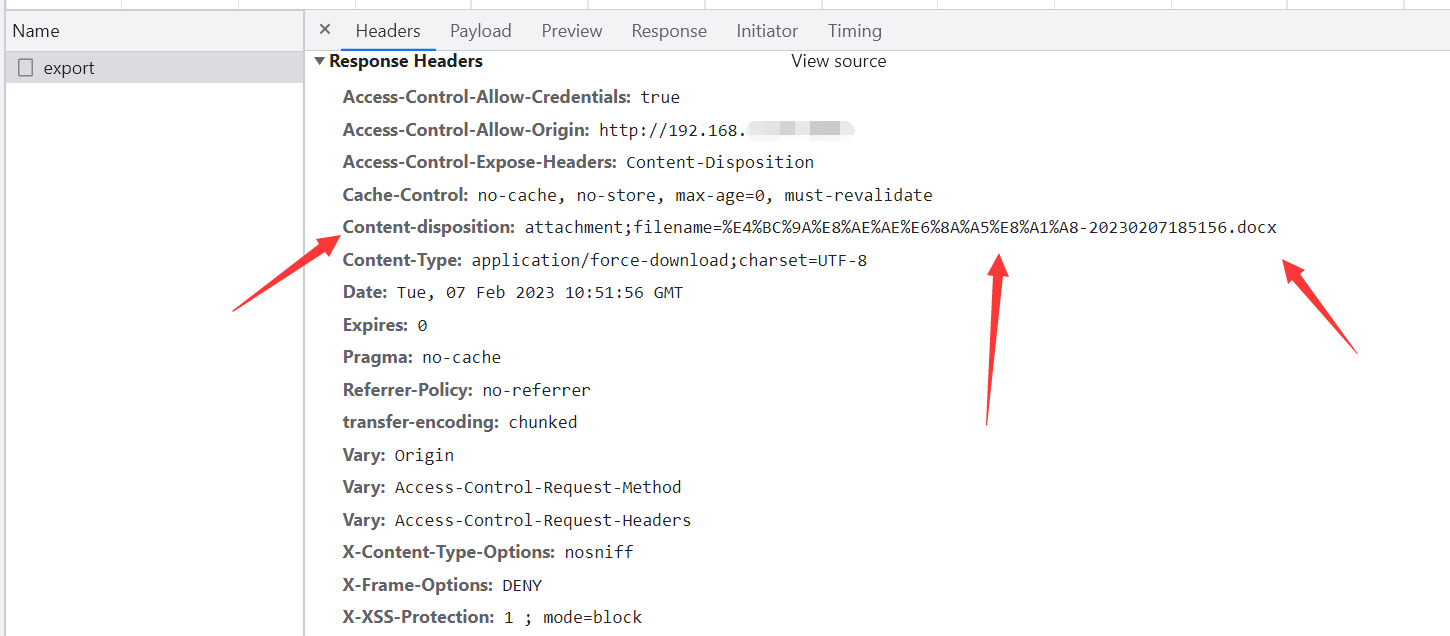 Name
× Headers Payload Preview Response Initiator Timing
export
▼ Response Headers View source
Access-Control-Allow-Credentials: true
Access-Control-Allow-Origin: http://192.168.
Access-Control-Expose-Headers: Content-Disposition
Cache-Control: no-cache, no-store, max-age=0, must-revalidate
Content-disposition: attachment;filename=%E4%BC%9A%E8%AE%AE%E6%8A%A5%E8%A1%A8-20230207185156.docx
Content-Type: application/force-download;charset=UTF-8
Date: Tue, 07 Feb 2023 10:51:56 GMT
Expires: 0
Pragma: no-cache
Referrer-Policy: no-referrer
transfer-encoding: chunked
Vary: Origin
Vary: Access-Control-Request-Method
Vary: Access-Control-Request-Headers
X-Content-Type-Options: nosniff
X-Frame-Options: DENY
X-XSS-Protection: 1 ; mode=block